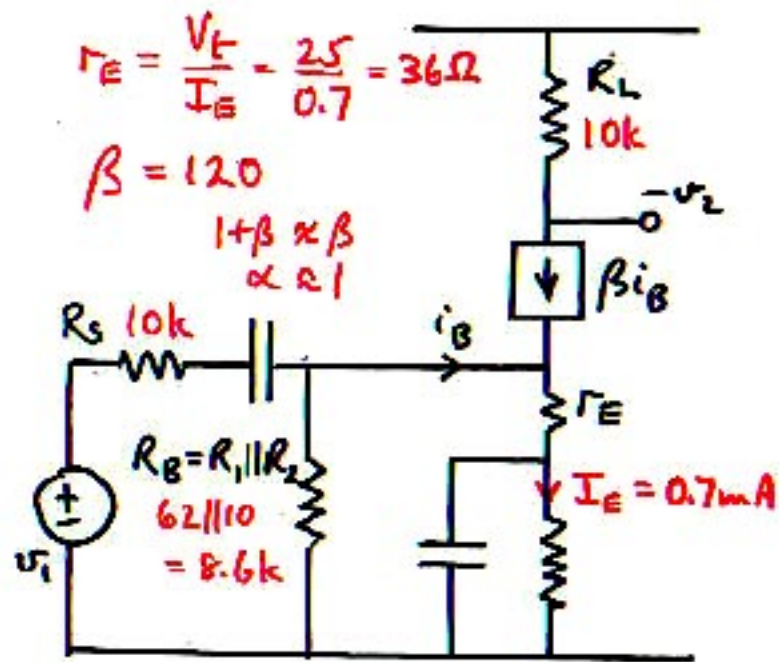 rE = Vt/IE = 25/0.7 = 36Ω
β = 120
1+β ≈ β
α ≈ 1
RL
10k
-v2
βiB
Rs 10k
iB
rE
RB = R1||R2
62||10
= 8.6k
IE = 0.7mA
+
-
v1